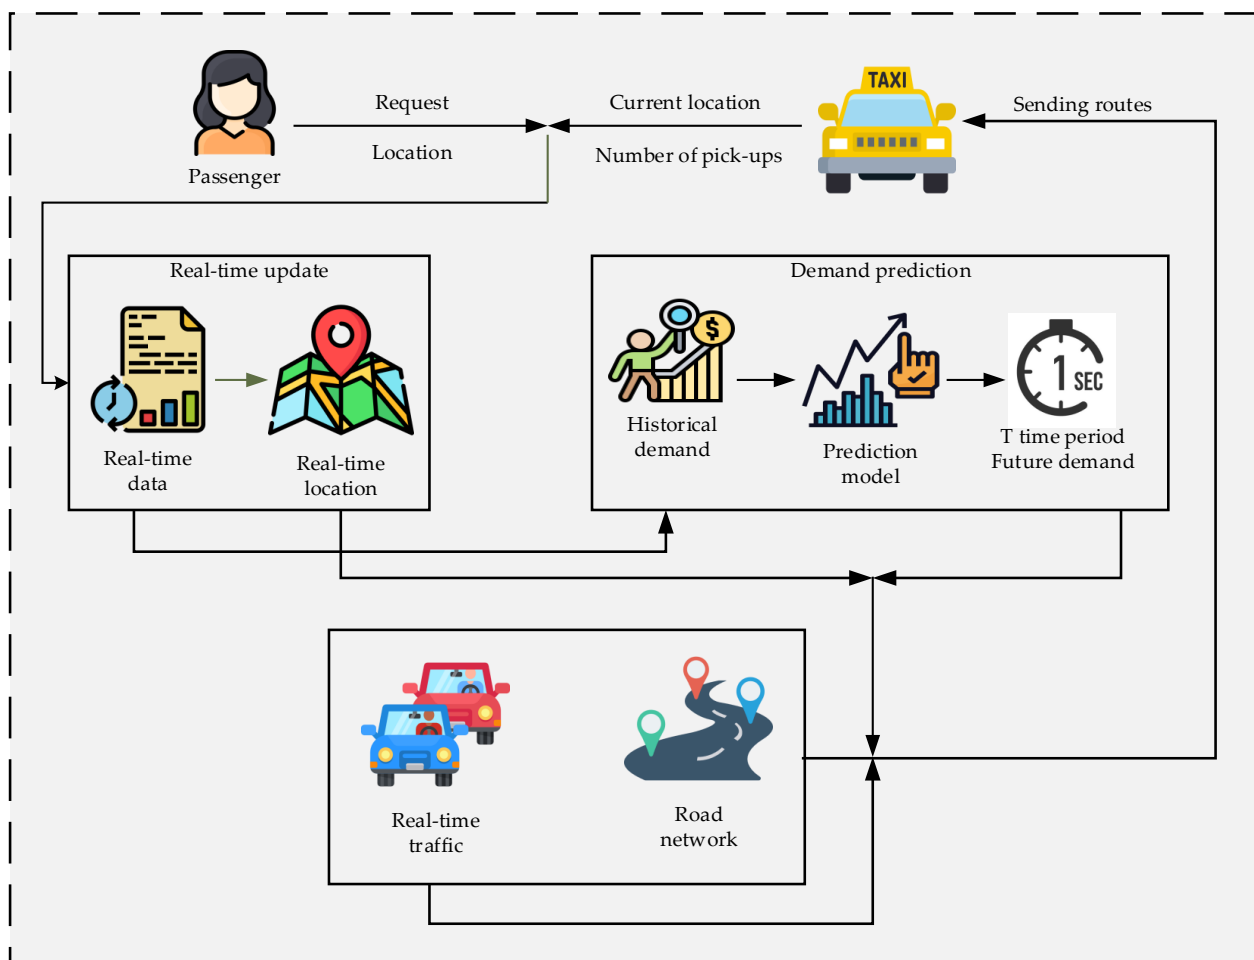 TAXI
Request
Current location
Sending routes
Location
Number of pick-ups
Passenger
Real-time update
Demand prediction
$
1 SEC
Historical
demand
Prediction
model
T time period
Future demand
Real-time
data
Real-time
location
Real-time
traffic
Road
network